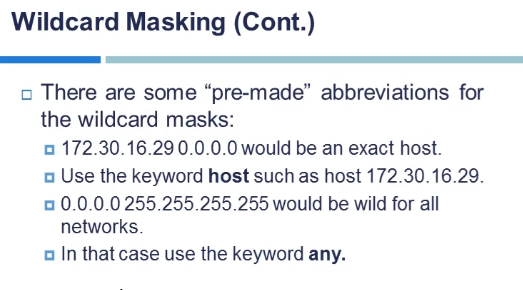 Wildcard Masking (Cont.)
There are some “pre-made” abbreviations for
the wildcard masks:
172.30.16.29 0.0.0.0 would be an exact host.
Use the keyword host such as host 172.30.16.29.
0.0.0.0 255.255.255.255 would be wild for all
networks.
In that case use the keyword any.